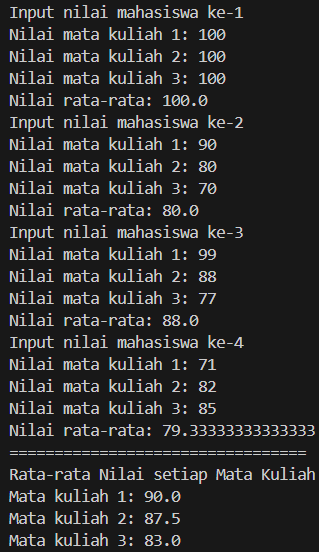 Input nilai mahasiswa ke-1
Nilai mata kuliah 1: 100
Nilai mata kuliah 2: 100
Nilai mata kuliah 3: 100
Nilai rata-rata: 100.0
Input nilai mahasiswa ke-2
Nilai mata kuliah 1: 90
Nilai mata kuliah 2: 80
Nilai mata kuliah 3: 70
Nilai rata-rata: 80.0
Input nilai mahasiswa ke-3
Nilai mata kuliah 1: 99
Nilai mata kuliah 2: 88
Nilai mata kuliah 3: 77
Nilai rata-rata: 88.0
Input nilai mahasiswa ke-4
Nilai mata kuliah 1: 71
Nilai mata kuliah 2: 82
Nilai mata kuliah 3: 85
Nilai rata-rata: 79.33333333333333
=================================
Rata-rata Nilai setiap Mata Kuliah
Mata kuliah 1: 90.0
Mata kuliah 2: 87.5
Mata kuliah 3: 83.0